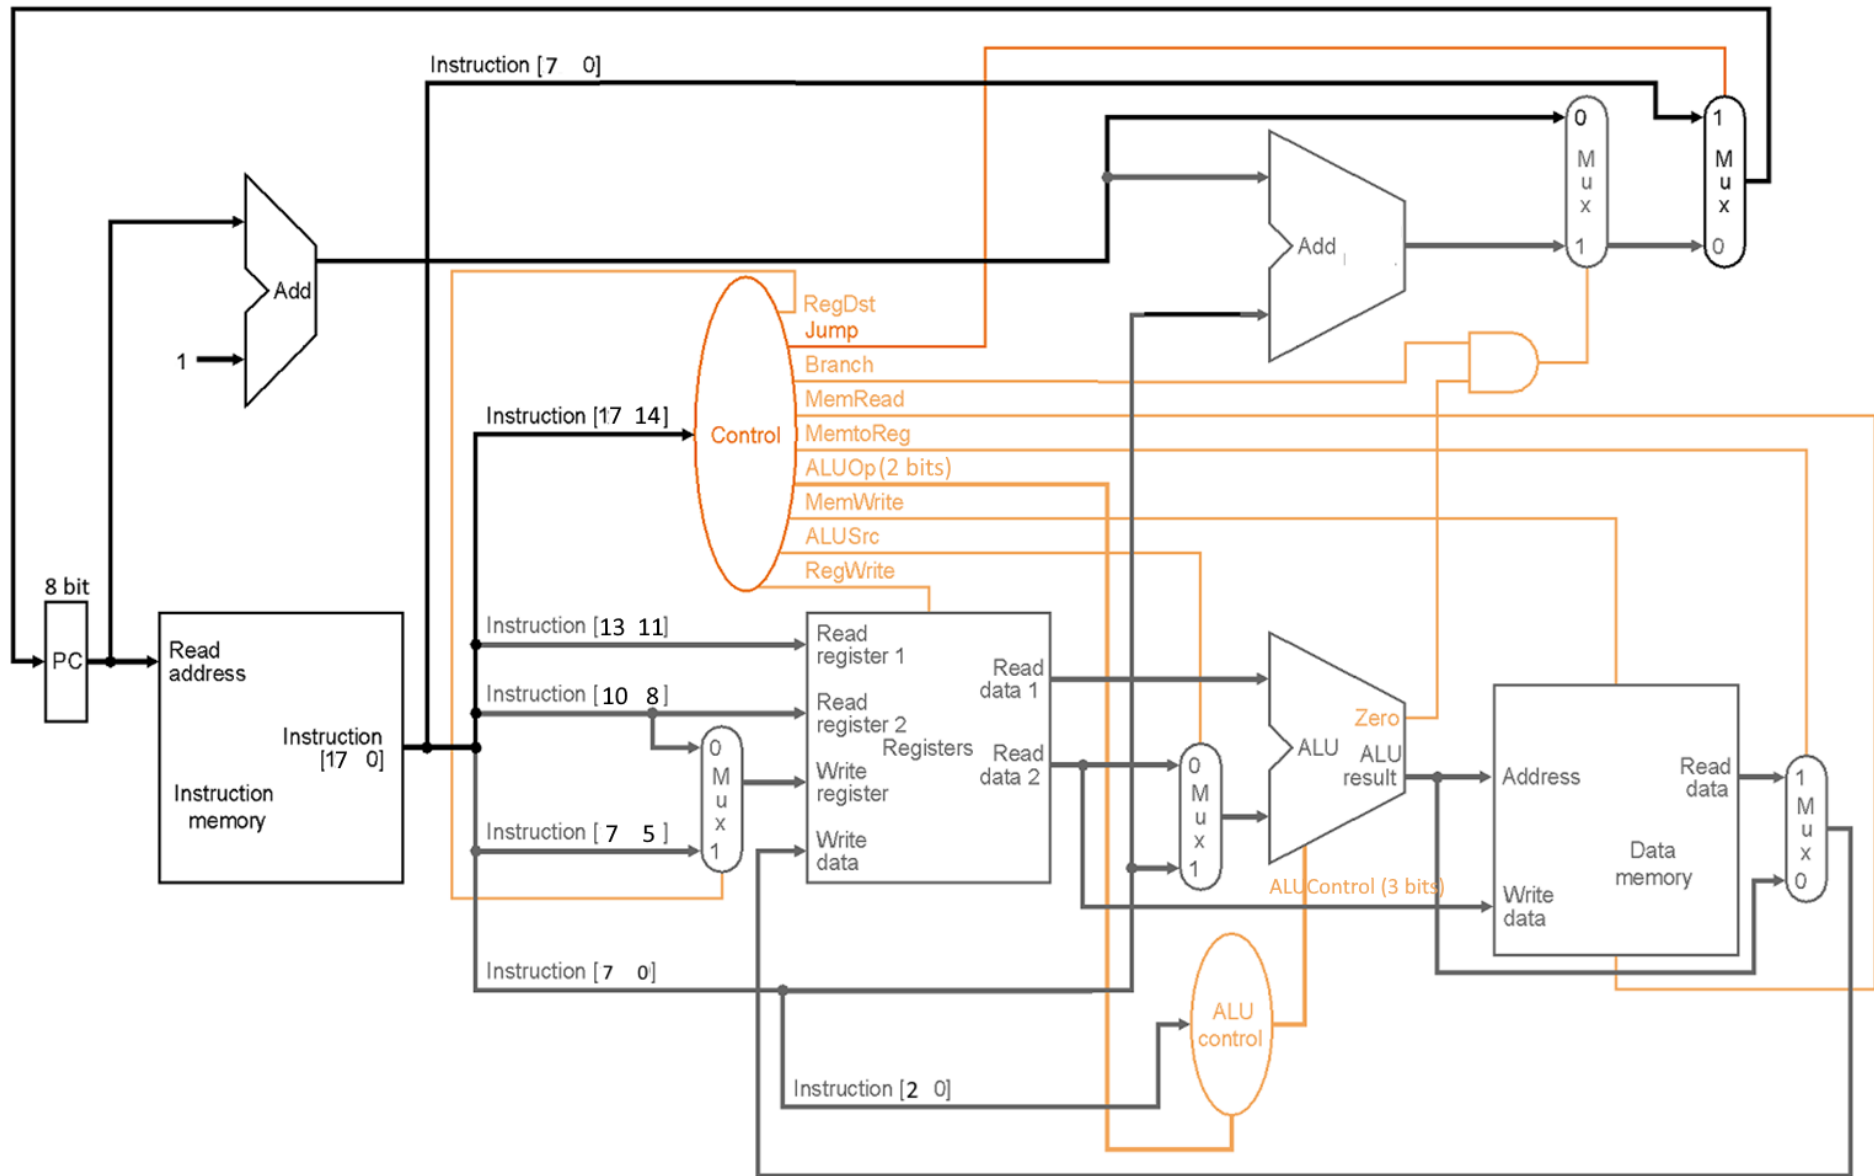 Instruction [7 0]
0
M
u
x
1
1
M
u
x
0
Add
Add
1
RegDst
Jump
Branch
MemRead
MemtoReg
ALUOp (2 bits)
MemWrite
ALUSrc
RegWrite
Control
Instruction [17 14]
8 bit
PC
Read
address
Instruction
[17 0]
Instruction
memory
Instruction [13 11]
Instruction [10 8]
Instruction [7 5]
0
M
u
x
1
Read
register 1
Read
register 2
Registers
Write
register
Write
data
Read
data 1
Read
data 2
0
M
u
x
1
Zero
ALU
ALU
result
ALUControl (3 bits)
Address
Read
data
Data
memory
Write
data
1
M
u
x
0
Instruction [7 0]
ALU
control
Instruction [2 0]